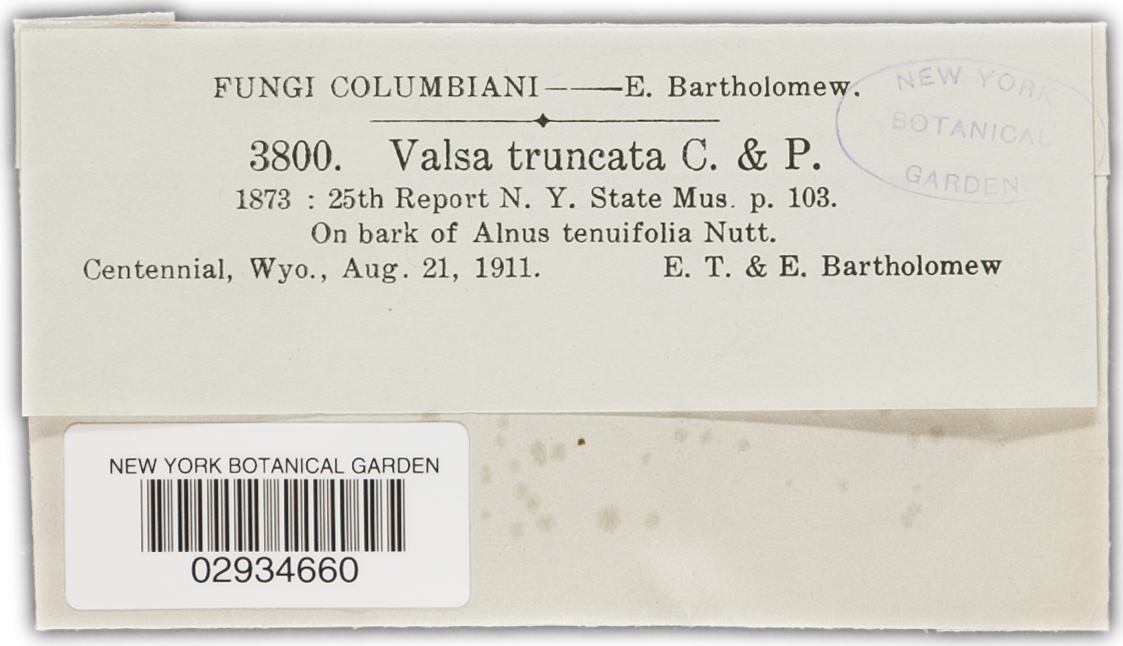 FUNGI COLUMBIANI——E. Bartholomew.
3800. Valsa truncata C. & P.
1873 : 25th Report N. Y. State Mus. p. 103.
On bark of Alnus tenuifolia Nutt.
Centennial, Wyo., Aug. 21, 1911. E. T. & E. Bartholomew
NEW YORK
BOTANICAL
GARDEN
NEW YORK BOTANICAL GARDEN
02934660